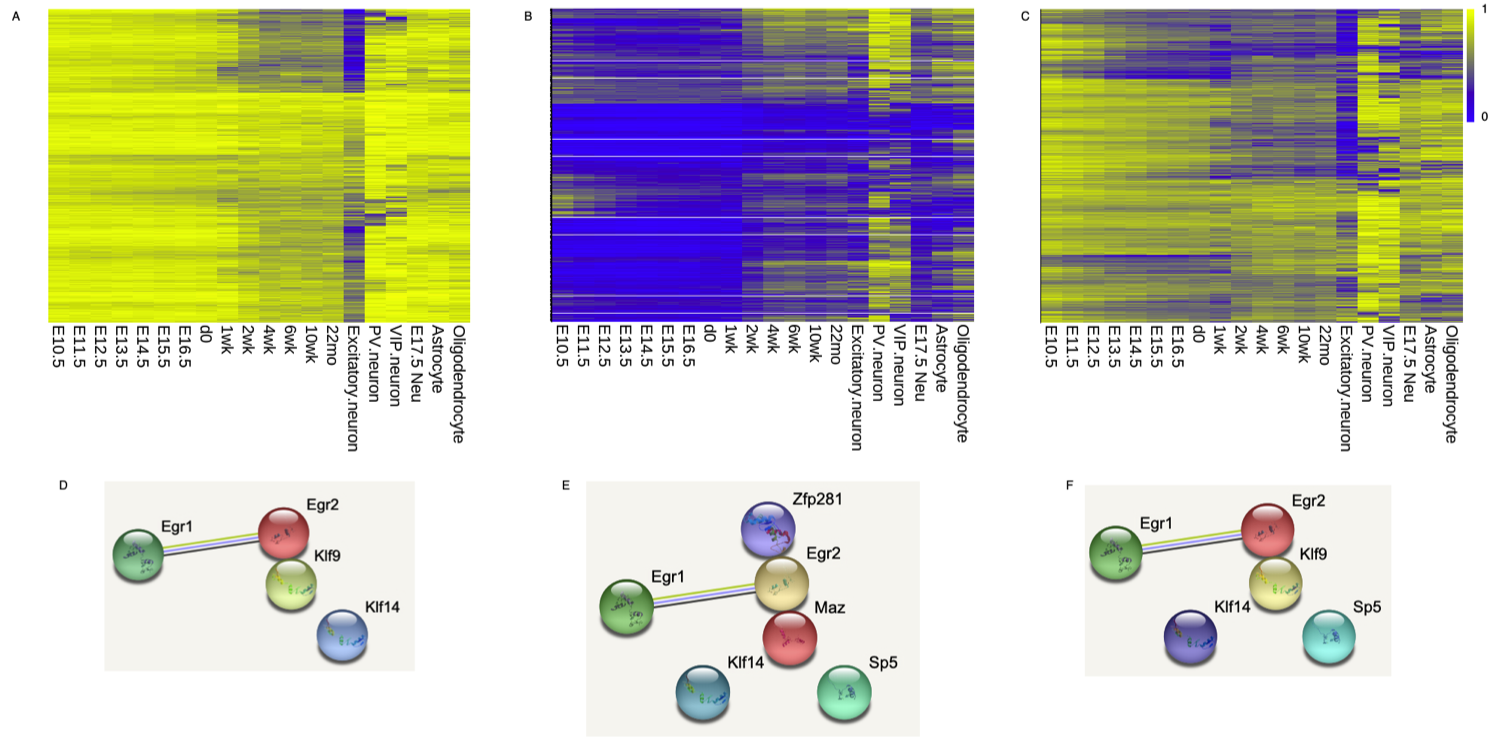 A
B
C
1
0
E10.5
E11.5
E12.5
E13.5
E14.5
E15.5
E16.5
d0
1wk
2wk
4wk
6wk
10wk
22mo
Excitatory.neuron
PV.neuron
VIP.neuron
E17.5 Neu
Astrocyte
Oligodendrocyte
E10.5
E11.5
E12.5
E13.5
E14.5
E15.5
E16.5
d0
1wk
2wk
4wk
6wk
10wk
22mo
Excitatory.neuron
PV.neuron
VIP.neuron
E17.5 Neu
Astrocyte
Oligodendrocyte
E10.5
E11.5
E12.5
E13.5
E14.5
E15.5
E16.5
d0
1wk
2wk
4wk
6wk
10wk
22mo
Excitatory.neuron
PV.neuron
VIP.neuron
E17.5 Neu
Astrocyte
Oligodendrocyte
D
Egr1
Egr2
Klf9
Klf14
E
Zfp281
Egr2
Egr1
Maz
Klf14
Sp5
F
Egr2
Egr1
Klf9
Klf14
Sp5